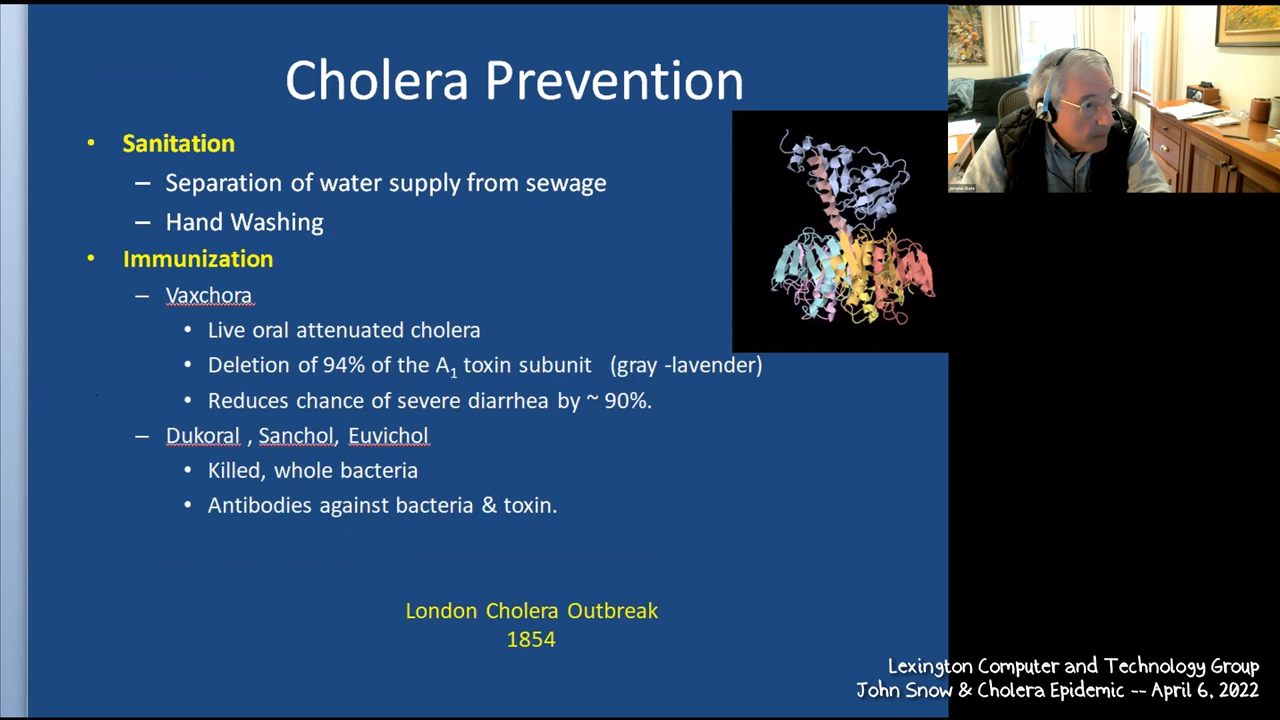 Cholera Prevention
• Sanitation
– Separation of water supply from sewage
– Hand Washing
• Immunization
– Vaxchora
• Live oral attenuated cholera
• Deletion of 94% of the A₁ toxin subunit (gray -lavender)
• Reduces chance of severe diarrhea by ~ 90%.
– Dukoral , Sanchol, Euvichol
• Killed, whole bacteria
• Antibodies against bacteria & toxin.
London Cholera Outbreak
1854
Lexington Computer and Technology Group
John Snow & Cholera Epidemic -- April 6, 2022